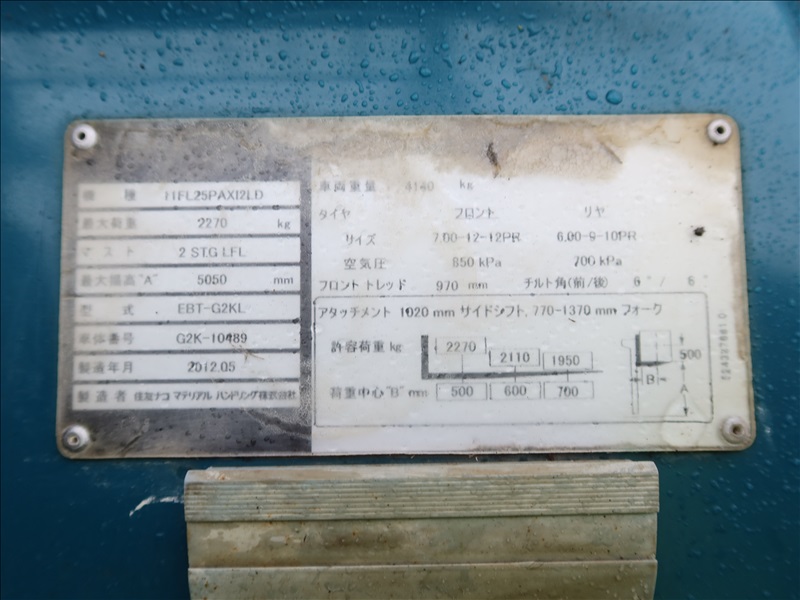 機種 11FL25PAXI2LD
最大荷重 2270 kg
マスト 2 STG LFL
最大揚高"A" 5050 mm
型式 EBT-G2KL
車体番号 G2K-10489
製造年月 2012.05
製造者 住友ナコ マテリアル ハンドリング株式会社
車両重量 4140 kg
タイヤ フロント リヤ
サイズ 7.00-12-12PR 6.00-9-10PR
空気圧 850 kPa 700 kPa
フロントトレッド 970 mm チルト角(前/後) 6° / 6°
アタッチメント 1020 mm サイドシフト, 770-1370 mm フォーク
許容荷重 kg 2270 2110 1950
荷重中心"B" mm 500 600 700
500
B
A